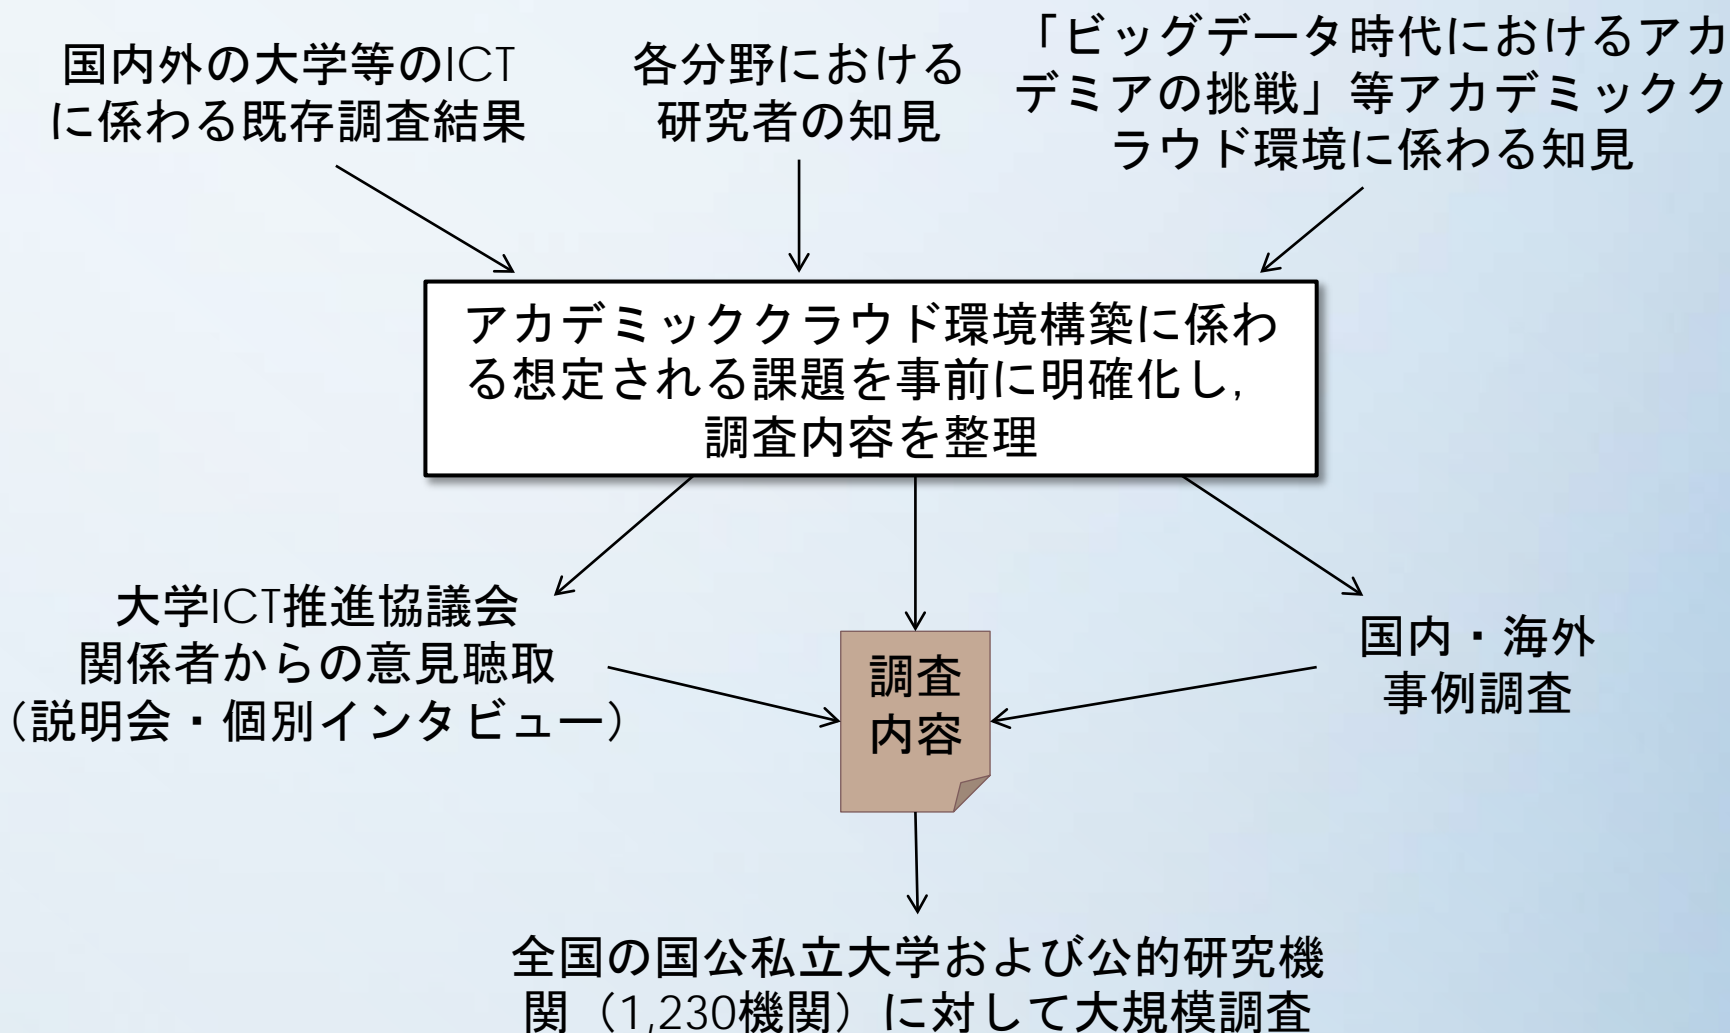 国内外の大学等のICT
に係わる既存調査結果
各分野における
研究者の知見
「ビッグデータ時代におけるアカ
デミアの挑戦」等アカデミックク
ラウド環境に係わる知見
アカデミッククラウド環境構築に係わ
る想定される課題を事前に明確化し,
調査内容を整理
大学ICT推進協議会
関係者からの意見聴取
（説明会・個別インタビュー）
調査
内容
国内・海外
事例調査
全国の国公私立大学および公的研究機
関（1,230機関）に対して大規模調査